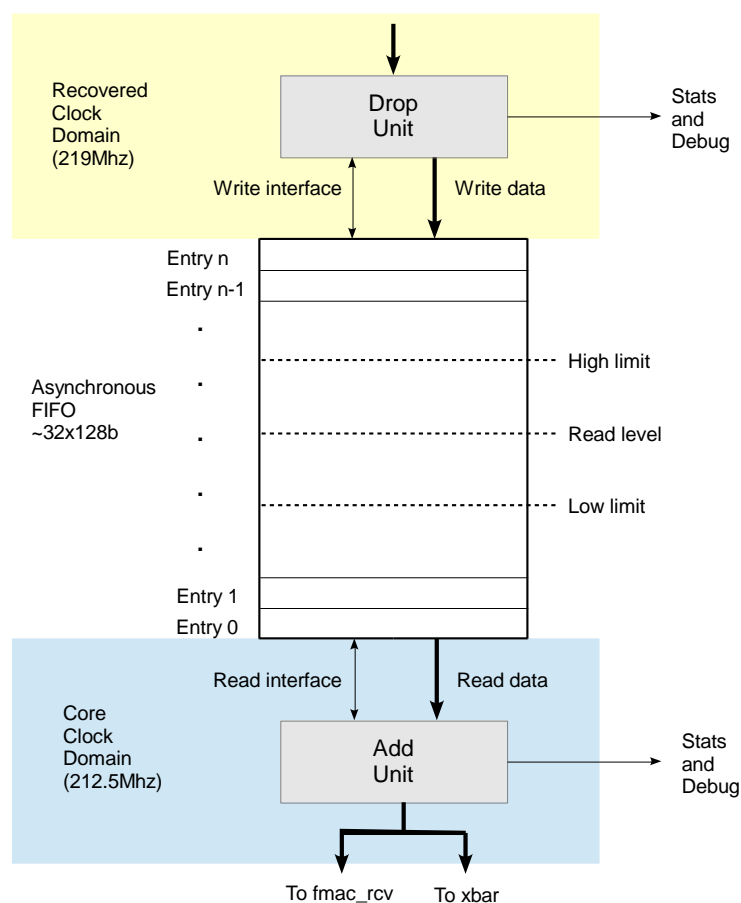 Recovered
Clock
Domain
(219Mhz)
Drop
Unit
Stats
and
Debug
Write interface
Write data
Entry n
Entry n-1
High limit
Asynchronous
FIFO
~32x128b
Read level
Low limit
Entry 1
Entry 0
Read interface
Read data
Core
Clock
Domain
(212.5Mhz)
Add
Unit
Stats
and
Debug
To fmac_rcv
To xbar